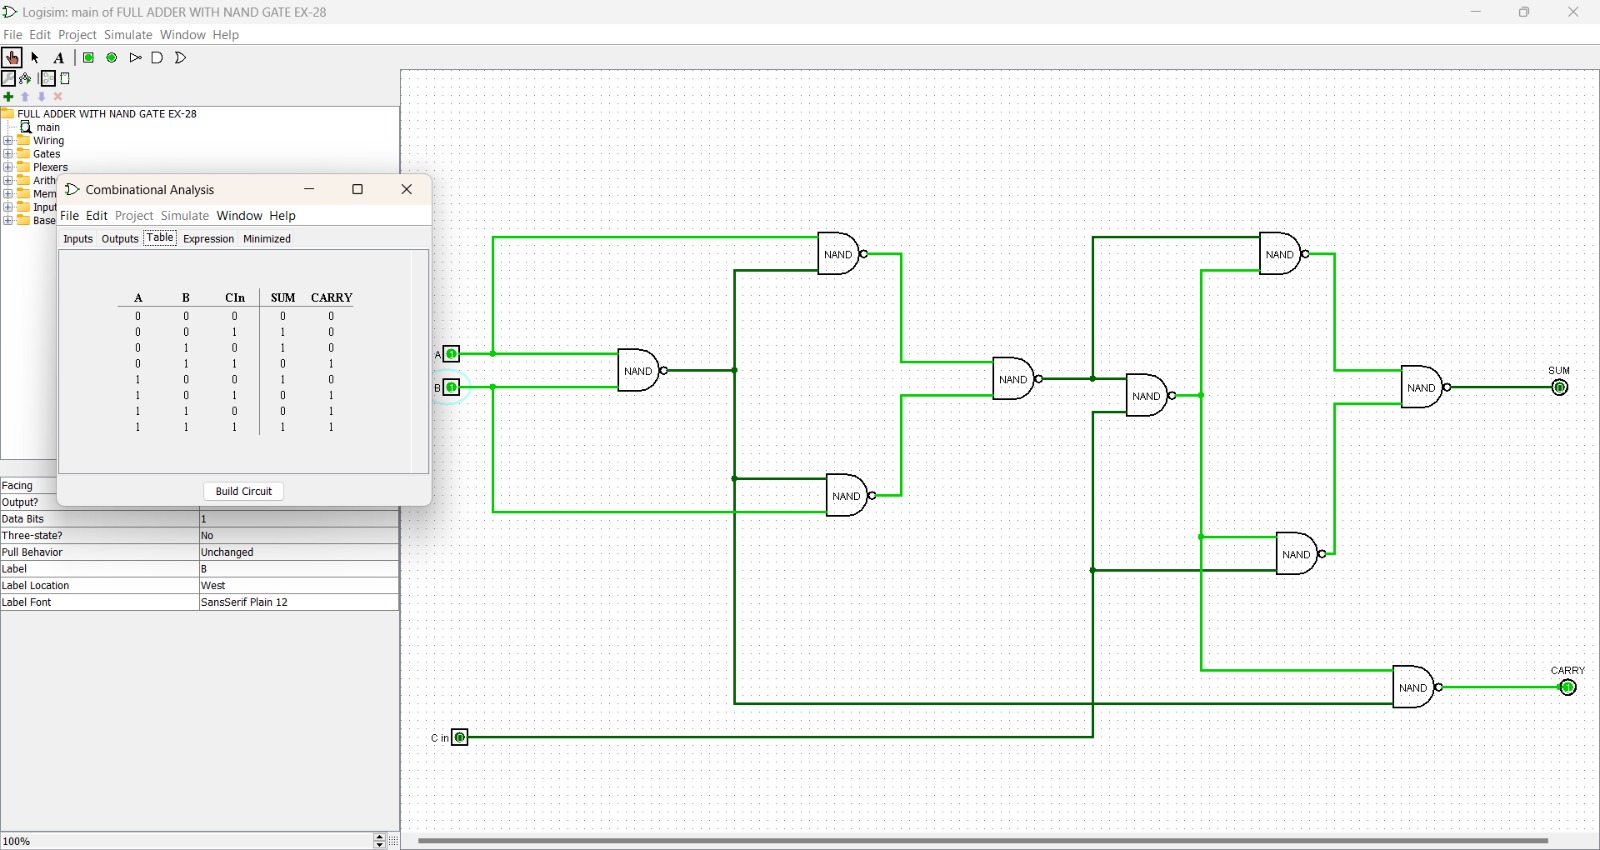 Logisim: main of FULL ADDER WITH NAND GATE EX-28
File Edit Project Simulate Window Help
A
FULL ADDER WITH NAND GATE EX-28
main
Wiring
Gates
Plexers
Arith
Mem
Input
Base
Combinational Analysis
File Edit Project Simulate Window Help
Inputs Outputs Table Expression Minimized
A B CIn SUM CARRY
0 0 0 0 0
0 0 1 1 0
0 1 0 1 0
0 1 1 0 1
1 0 0 1 0
1 0 1 0 1
1 1 0 0 1
1 1 1 1 1
Build Circuit
Facing
Output?
Data Bits 1
Three-state? No
Pull Behavior Unchanged
Label B
Label Location West
Label Font SansSerif Plain 12
100%
NAND NAND
A 1
NAND
B 1
NAND
NAND
NAND
SUM
0
NAND
NAND
CARRY
NAND
1
C in 0